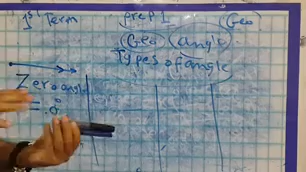 1st Term prep 1 Geo
Geo angle
Types of angle
Zero angle
= 0°